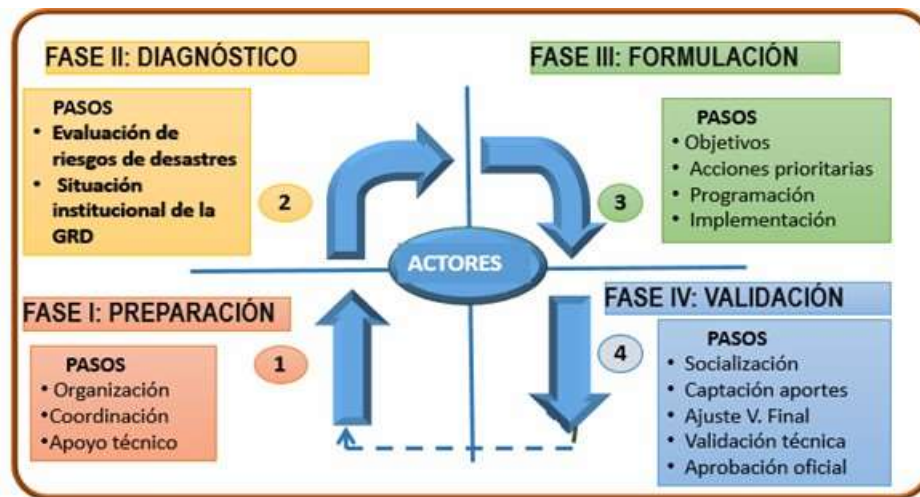 FASE II: DIAGNÓSTICO
PASOS
• Evaluación de
riesgos de desastres
• Situación
institucional de la
GRD
2
FASE III: FORMULACIÓN
PASOS
• Objetivos
• Acciones prioritarias
• Programación
• Implementación
3
ACTORES
FASE I: PREPARACIÓN
PASOS
• Organización
•Coordinación
•Apoyo técnico
1
FASE IV: VALIDACIÓN
PASOS
• Socialización
• Captación aportes
• Ajuste V. Final
• Validación técnica
• Aprobación oficial
4